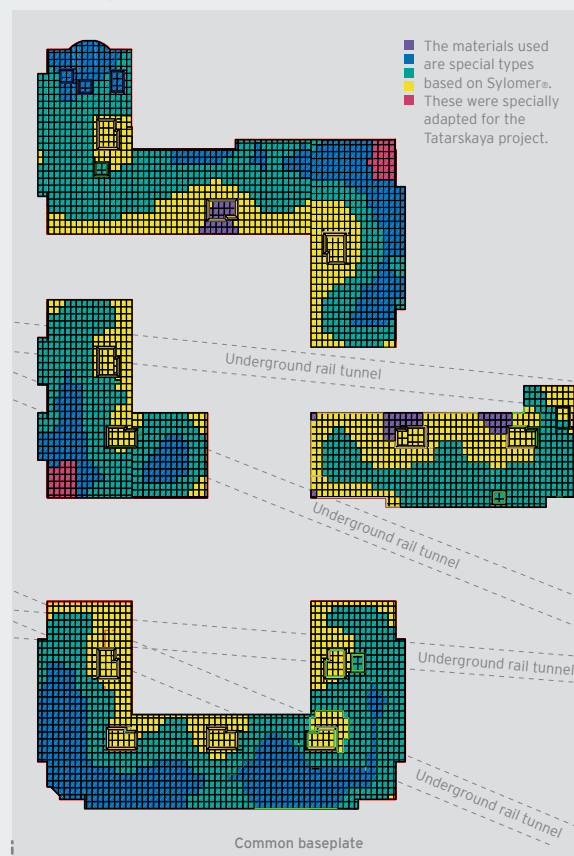 The materials used
are special types
based on Sylomer®.
These were specially
adapted for the
Tatarskaya project.
Underground rail tunnel
Underground rail tunnel
Underground rail tunnel
Underground rail tunnel
Common baseplate